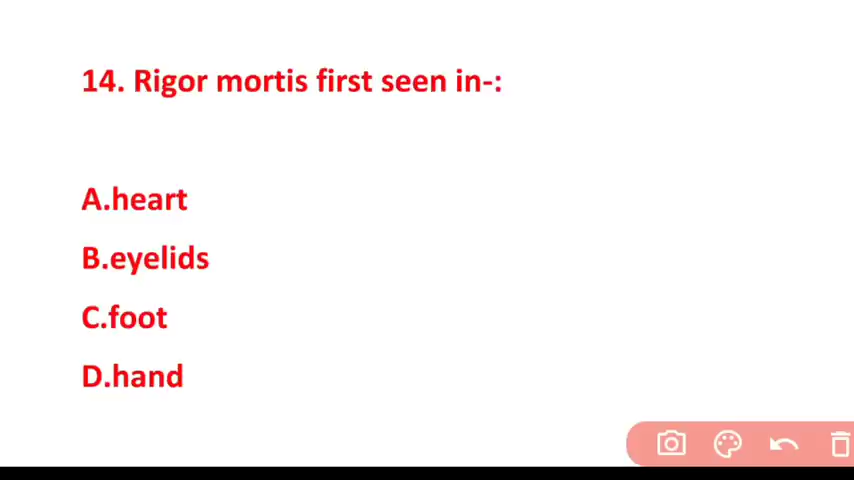 14. Rigor mortis first seen in-:
A.heart
B.eyelids
C.foot
D.hand